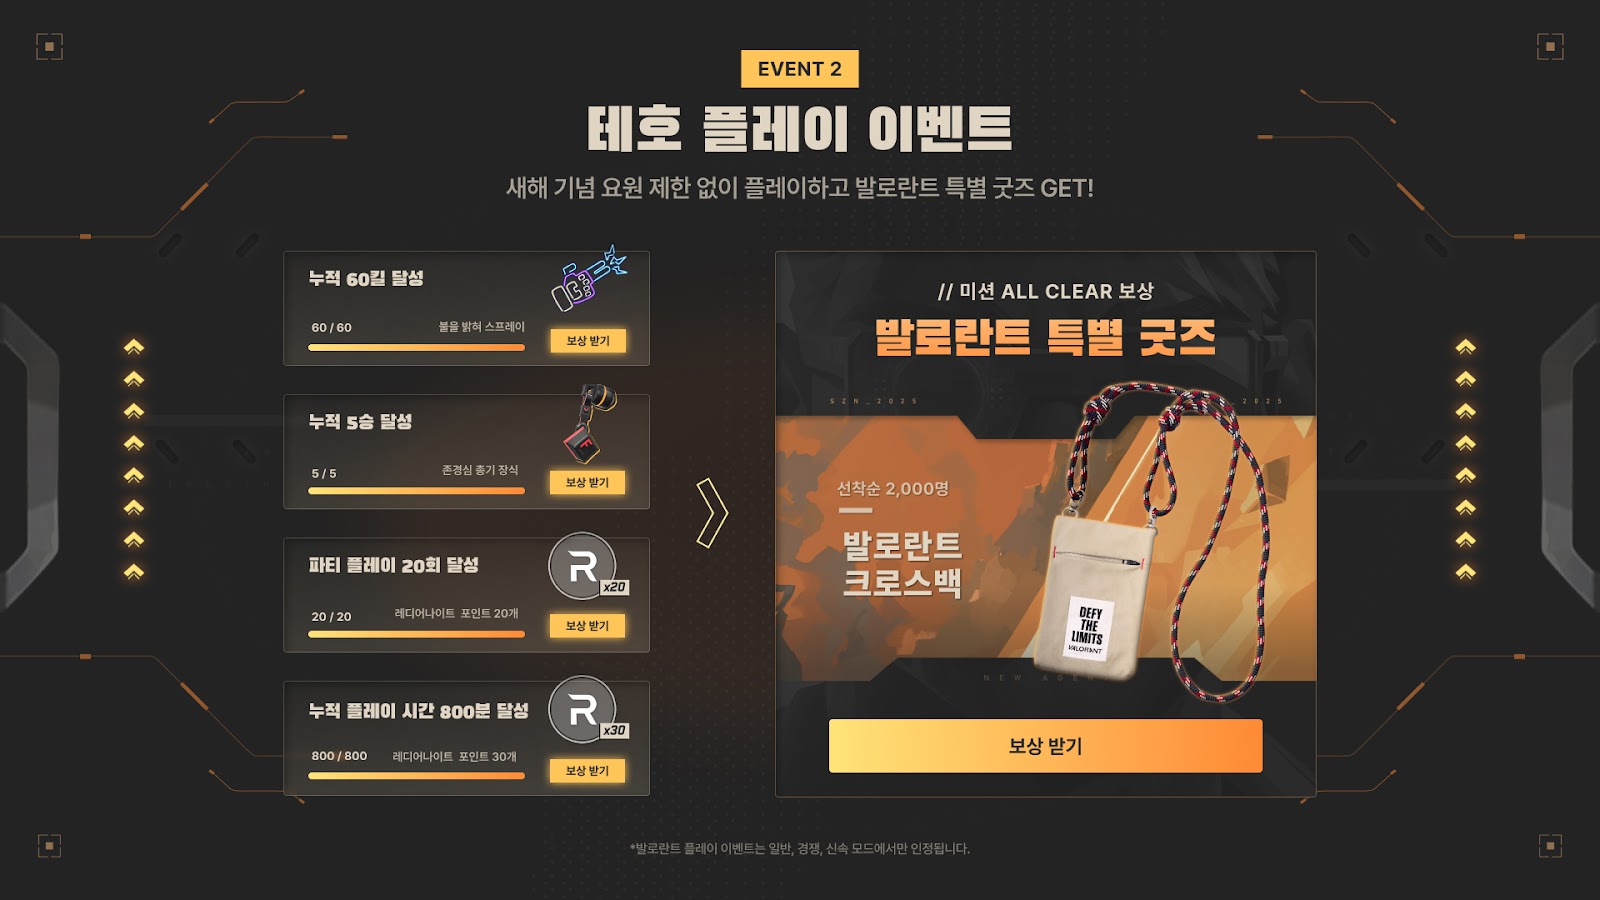 EVENT 2
테호 플레이 이벤트
새해 기념 요원 제한 없이 플레이하고 발로란트 특별 굿즈 GET!
누적 60킬 달성
60 / 60
불을 밝혀 스프레이
보상 받기
누적 5승 달성
5 / 5
존경심 총기 장식
보상 받기
파티 플레이 20회 달성
R
x20
20 / 20
레디어나이트 포인트 20개
보상 받기
누적 플레이 시간 800분 달성
R
x30
800 / 800
레디어나이트 포인트 30개
보상 받기
// 미션 ALL CLEAR 보상
발로란트 특별 굿즈
SZN_2025
2025
선착순 2,000명
발로란트
크로스백
DEFY
THE
LIMITS
VALORANT
NEW
보상 받기
*발로란트 플레이 이벤트는 일반, 경쟁, 신속 모드에서만 인정됩니다.